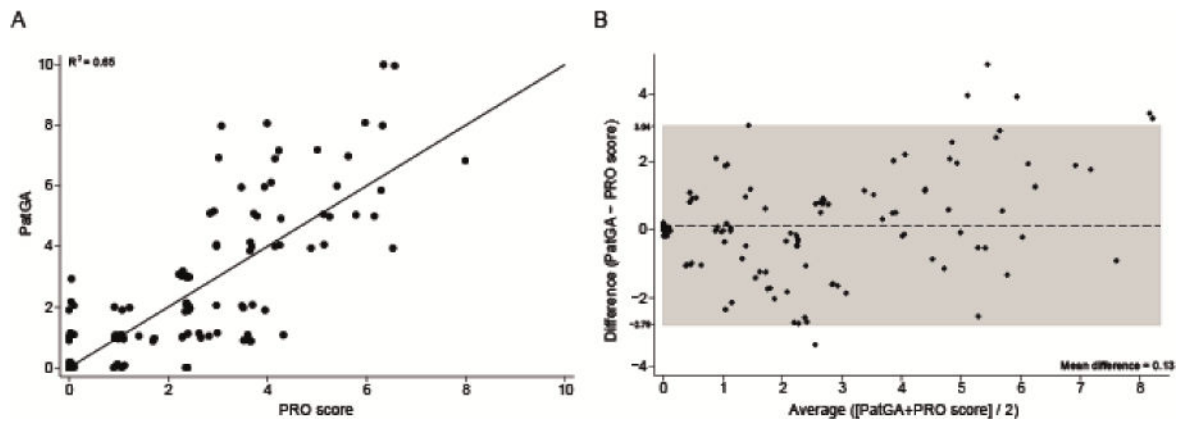 A
R² = 0.65
PatGA
10
8
6
4
2
0
0 2 4 6 8 10
PRO score
B
Difference (PatGA – PRO score)
4
3.04
2
0
−2
−2.79
−4
Mean difference = 0.13
0 1 2 3 4 5 6 7 8
Average ([PatGA+PRO score] / 2)